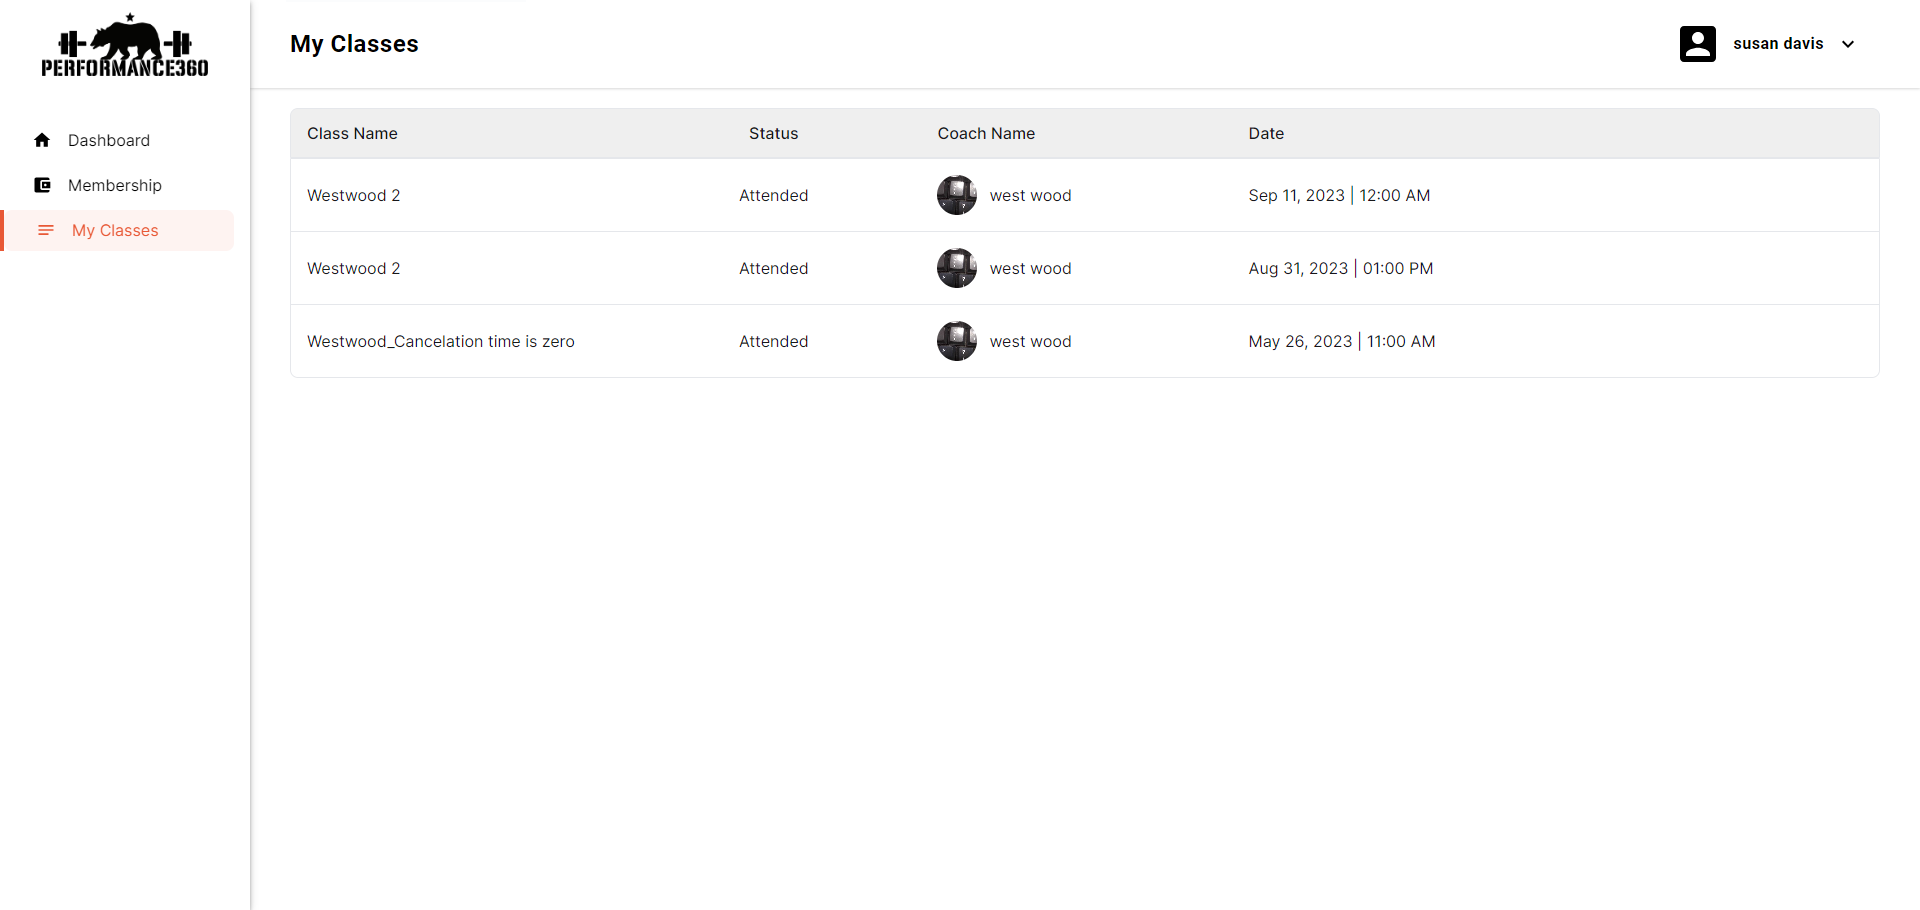 PERFORMANCE360
My Classes
susan davis
Dashboard
Membership
My Classes
Class Name Status Coach Name Date
Westwood 2 Attended west wood Sep 11, 2023 | 12:00 AM
Westwood 2 Attended west wood Aug 31, 2023 | 01:00 PM
Westwood_Cancelation time is zero Attended west wood May 26, 2023 | 11:00 AM